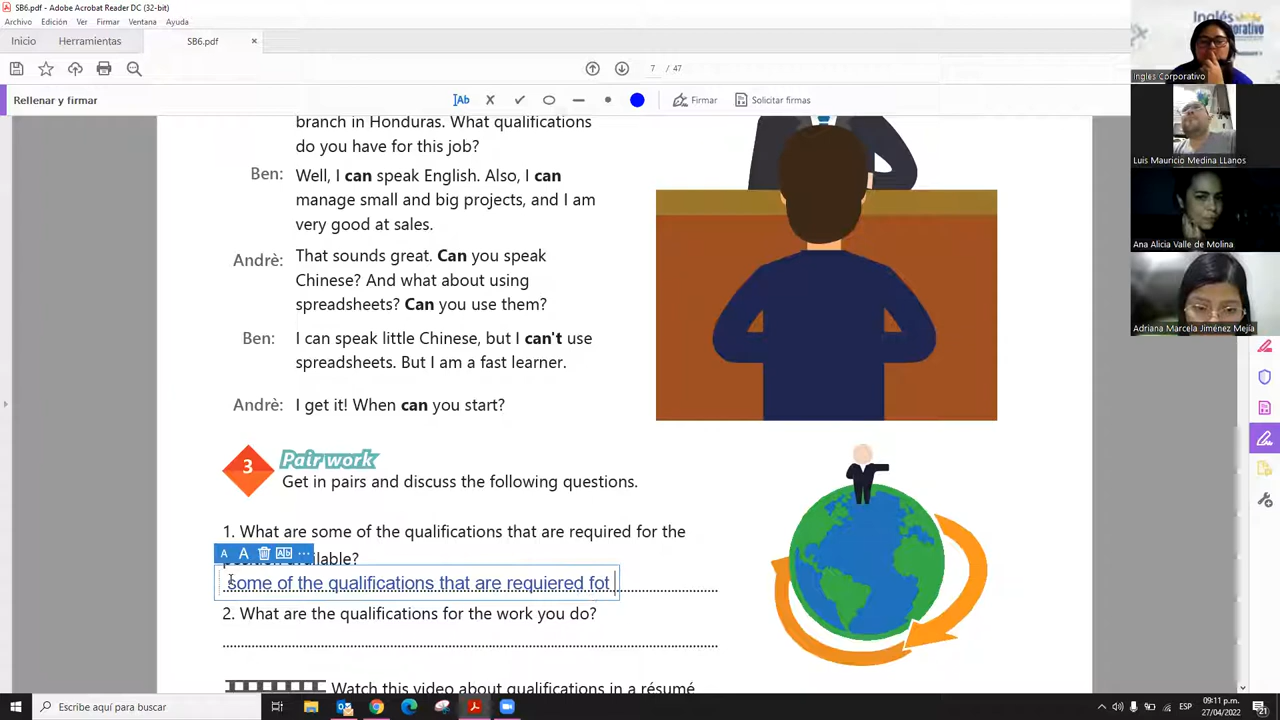 SB6.pdf - Adobe Acrobat Reader DC (32-bit)
Archivo Edición Ver Firmar Ventana Ayuda
Inicio Herramientas SB6.pdf ×
7 / 47
Rellenar y firmar
Ab
Firmar
Solicitar firmas
branch in Honduras. What qualifications
do you have for this job?
Ben: Well, I can speak English. Also, I can
manage small and big projects, and I am
very good at sales.
Andrè: That sounds great. Can you speak
Chinese? And what about using
spreadsheets? Can you use them?
Ben: I can speak little Chinese, but I can't use
spreadsheets. But I am a fast learner.
Andrè: I get it! When can you start?
3 Pair work
Get in pairs and discuss the following questions.
1. What are some of the qualifications that are required for the
A A Ab ...
available?
some of the qualifications that are requiered fot
2. What are the qualifications for the work you do?
Watch this video about qualifications in a résumé
Inglés
Ingles Corporativo
Luis Mauricio Medina LLanos
Ana Alicia Valle de Molina
Adriana Marcela Jiménez Mejía
Escribe aquí para buscar
ESP
09:11 p.m.
27/04/2022
21